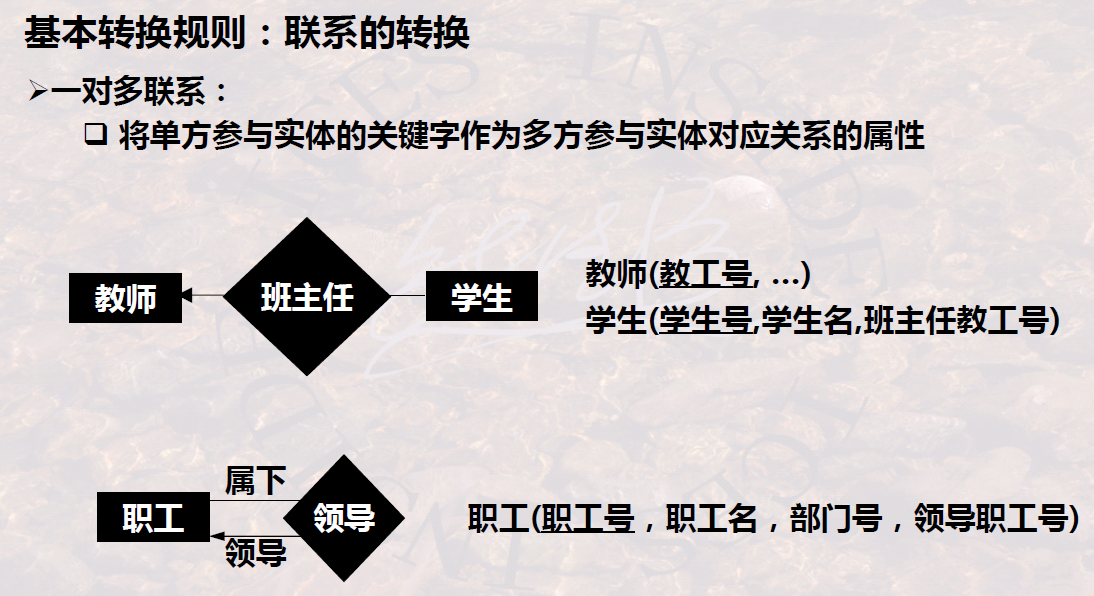 基本转换规则：联系的转换
一对多联系：
将单方参与实体的关键字作为多方参与实体对应关系的属性
教师
班主任
学生
教师(教工号, …)
学生(学生号,学生名,班主任教工号)
职工
属下
领导
领导
职工(职工号，职工名，部门号，领导职工号)